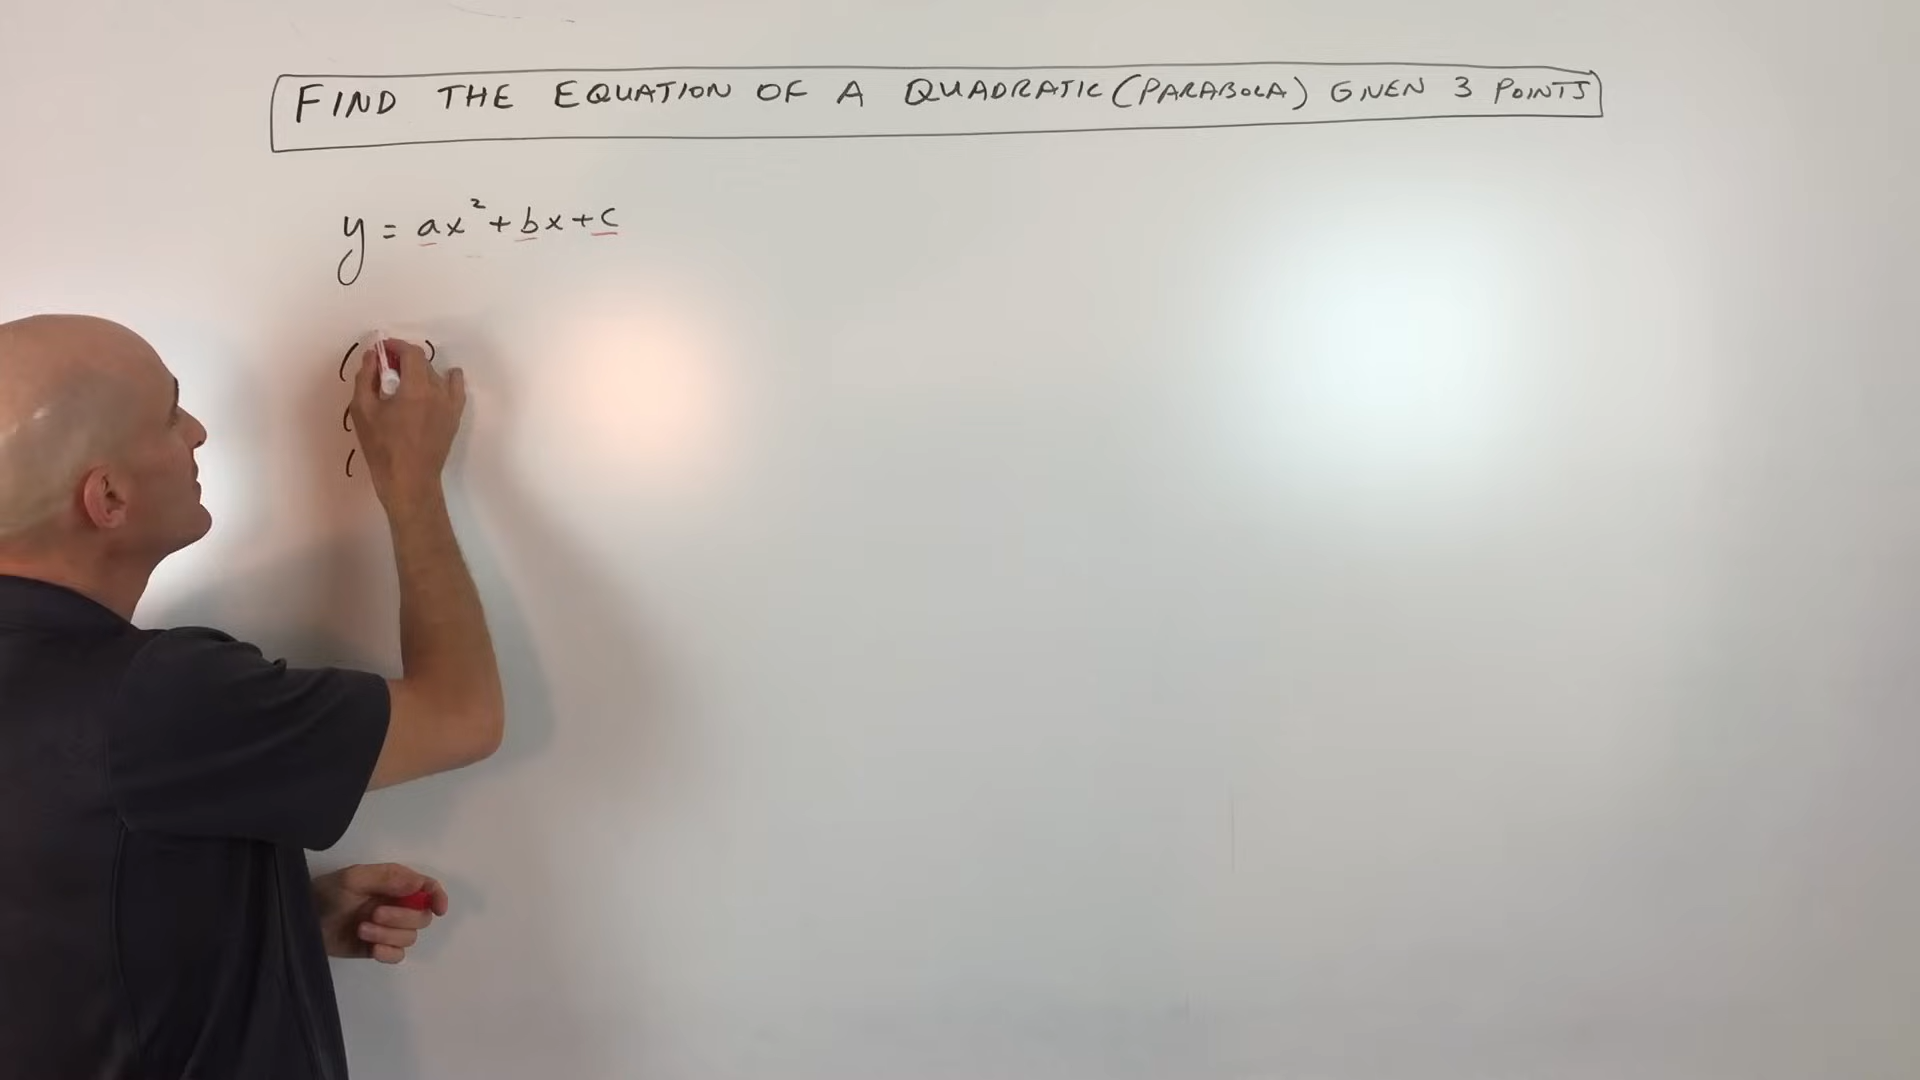 FIND THE EQUATION OF A QUADRATIC (PARABOLA) GIVEN 3 POINTS
y = ax² + bx + c
( )
(
(